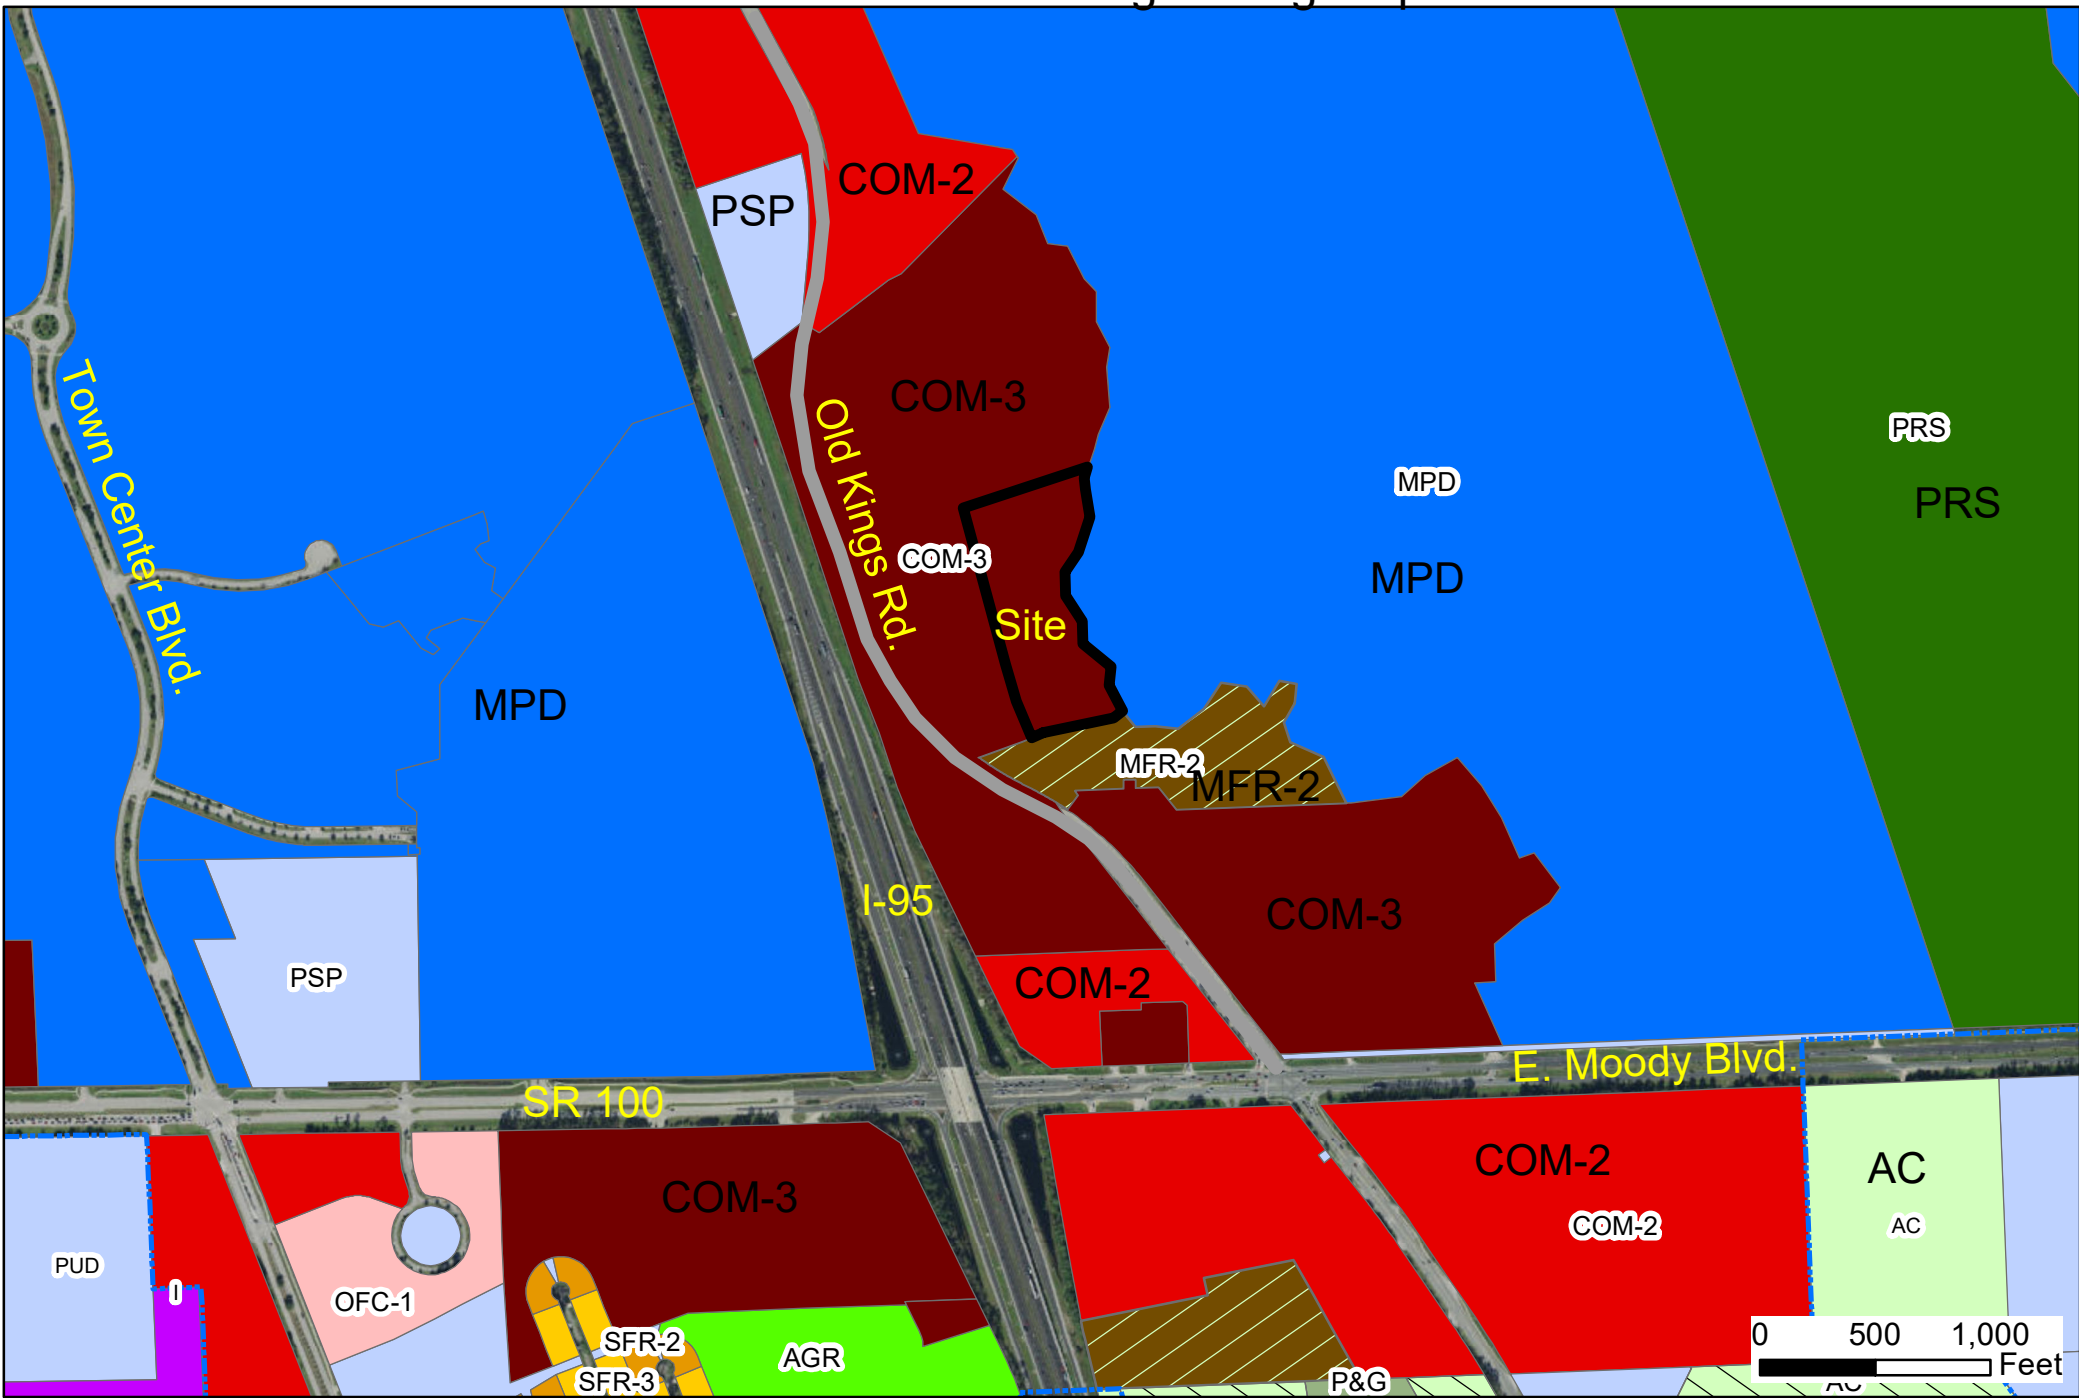 COM-2
PSP
COM-3
Town Center Blvd.
Old Kings Rd.
PRS
PRS
MPD
COM-3
MPD
Site
MPD
MFR-2
MFR-2
I-95
COM-3
PSP
COM-2
E. Moody Blvd.
SR 100
COM-2
AC
COM-3
COM-2
AC
PUD
I
OFC-1
SFR-2
AGR
SFR-3
P&G
0 500 1,000
Feet
AC